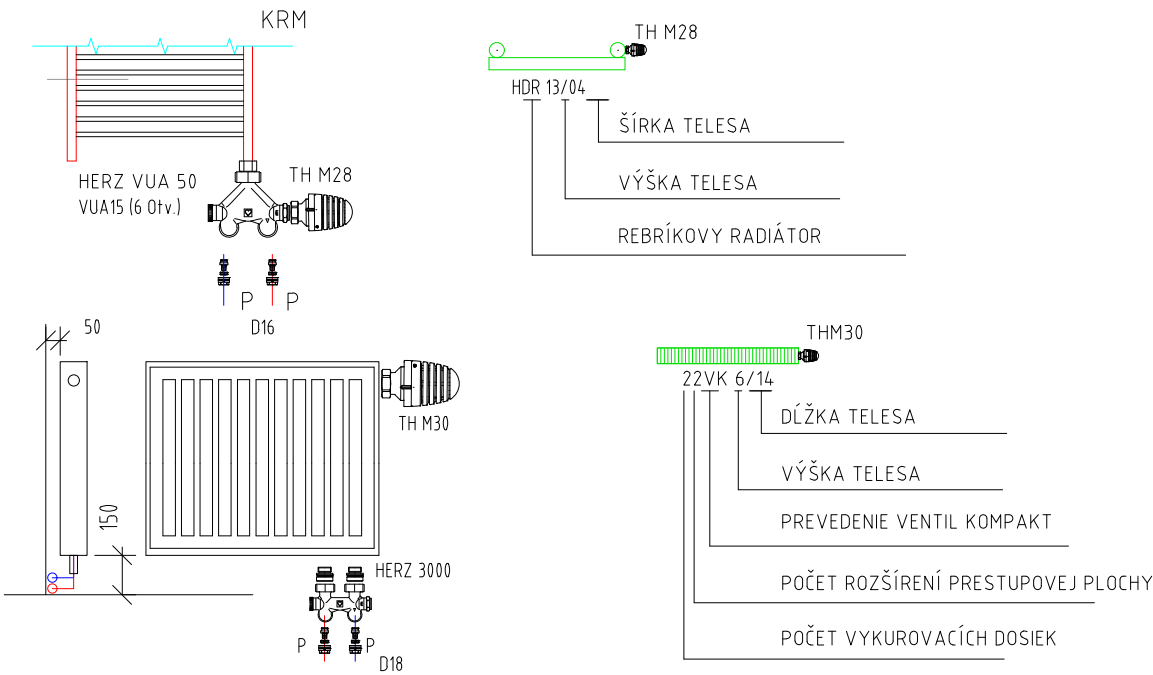 KRM
TH M28
HDR 13/04
ŠÍRKA TELESA
HERZ VUA 50
VUA15 (6 Otv.)
TH M28
VÝŠKA TELESA
REBRÍKOVY RADIÁTOR
P
P
D16
50
THM30
22VK 6/14
DĹŽKA TELESA
TH M30
VÝŠKA TELESA
150
PREVEDENIE VENTIL KOMPAKT
HERZ 3000
POČET ROZŠÍRENÍ PRESTUPOVEJ PLOCHY
P
P
D18
POČET VYKUROVACÍCH DOSIEK